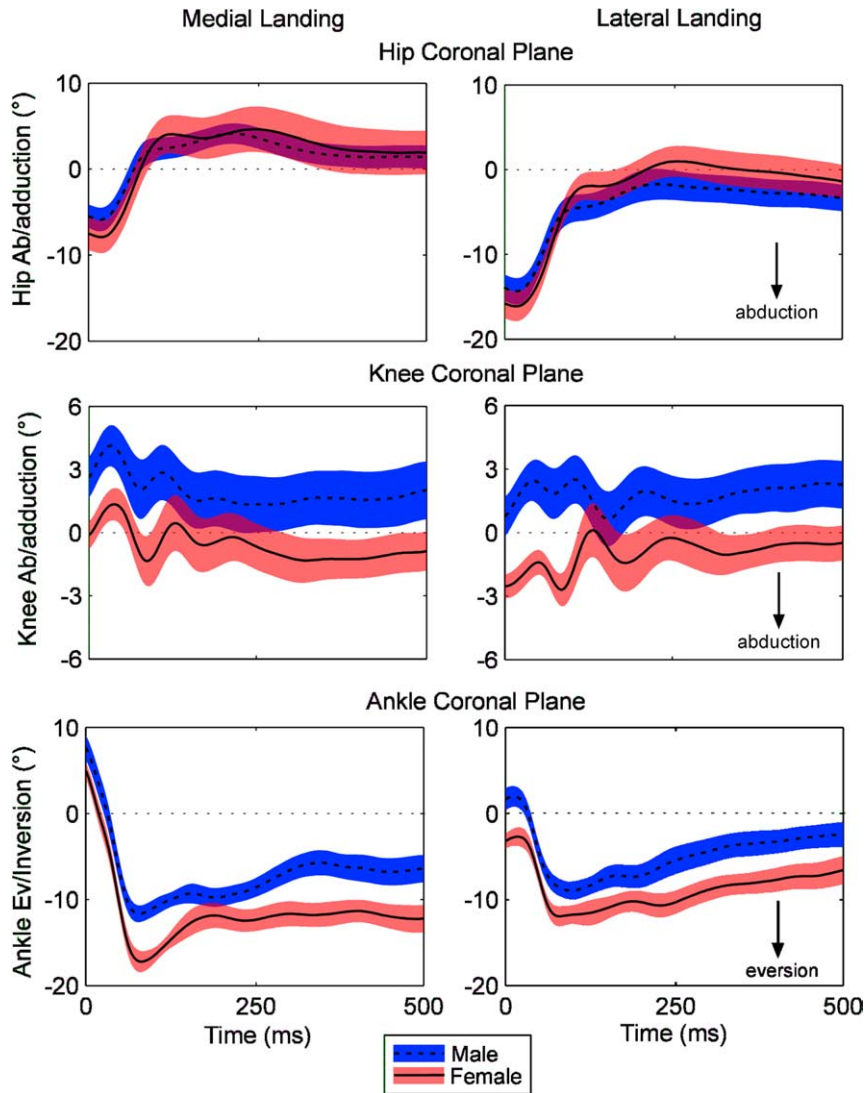 Medial Landing Lateral Landing
Hip Coronal Plane
Hip Ab/adduction (°)
10
0
-10
-20
10
0
-10
-20
abduction
Knee Coronal Plane
Knee Ab/adduction (°)
6
3
0
-3
-6
6
3
0
-3
-6
abduction
Ankle Coronal Plane
Ankle Ev/Inversion (°)
10
0
-10
-20
0 250 500
Time (ms)
10
0
-10
-20
eversion
0 250 500
Time (ms)
Male
Female